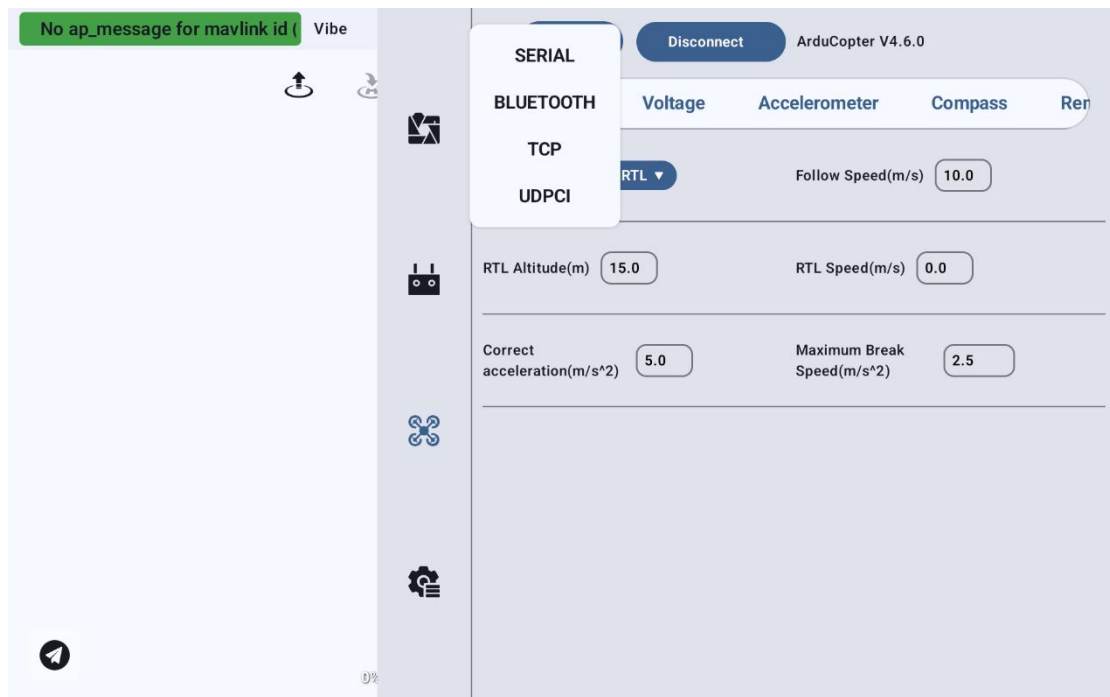 No ap_message for mavlink id (
Vibe
Disconnect
ArduCopter V4.6.0
SERIAL
BLUETOOTH
TCP
UDPCI
Voltage
Accelerometer
Compass
RTL ▼
Follow Speed(m/s)
10.0
RTL Altitude(m)
15.0
RTL Speed(m/s)
0.0
Correct
acceleration(m/s^2)
5.0
Maximum Break
Speed(m/s^2)
2.5
0%